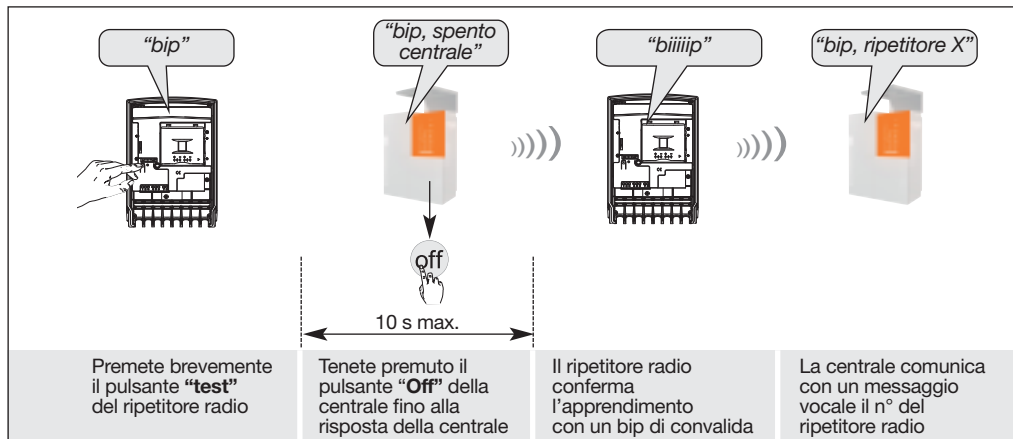 “bip”
“bip, spento
centrale”
“biiiiip”
“bip, ripetitore X”
off
10 s max.
Premete brevemente
il pulsante “test”
del ripetitore radio
Tenete premuto il
pulsante “Off” della
centrale fino alla
risposta della centrale
Il ripetitore radio
conferma
l’apprendimento
con un bip di convalida
La centrale comunica
con un messaggio
vocale il n° del
ripetitore radio